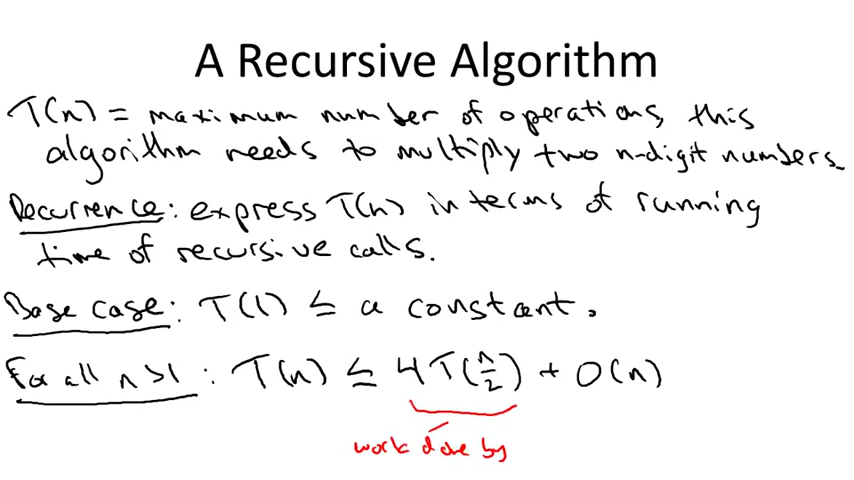 A Recursive Algorithm
T(n) = maximum number of operations this
algorithm needs to multiply two n-digit numbers.
Recurrence: express T(n) in terms of running
time of recursive calls.
Base case: T(1) ≤ a constant.
For all n>1: T(n) ≤ 4T(n/2) + O(n)
work done by